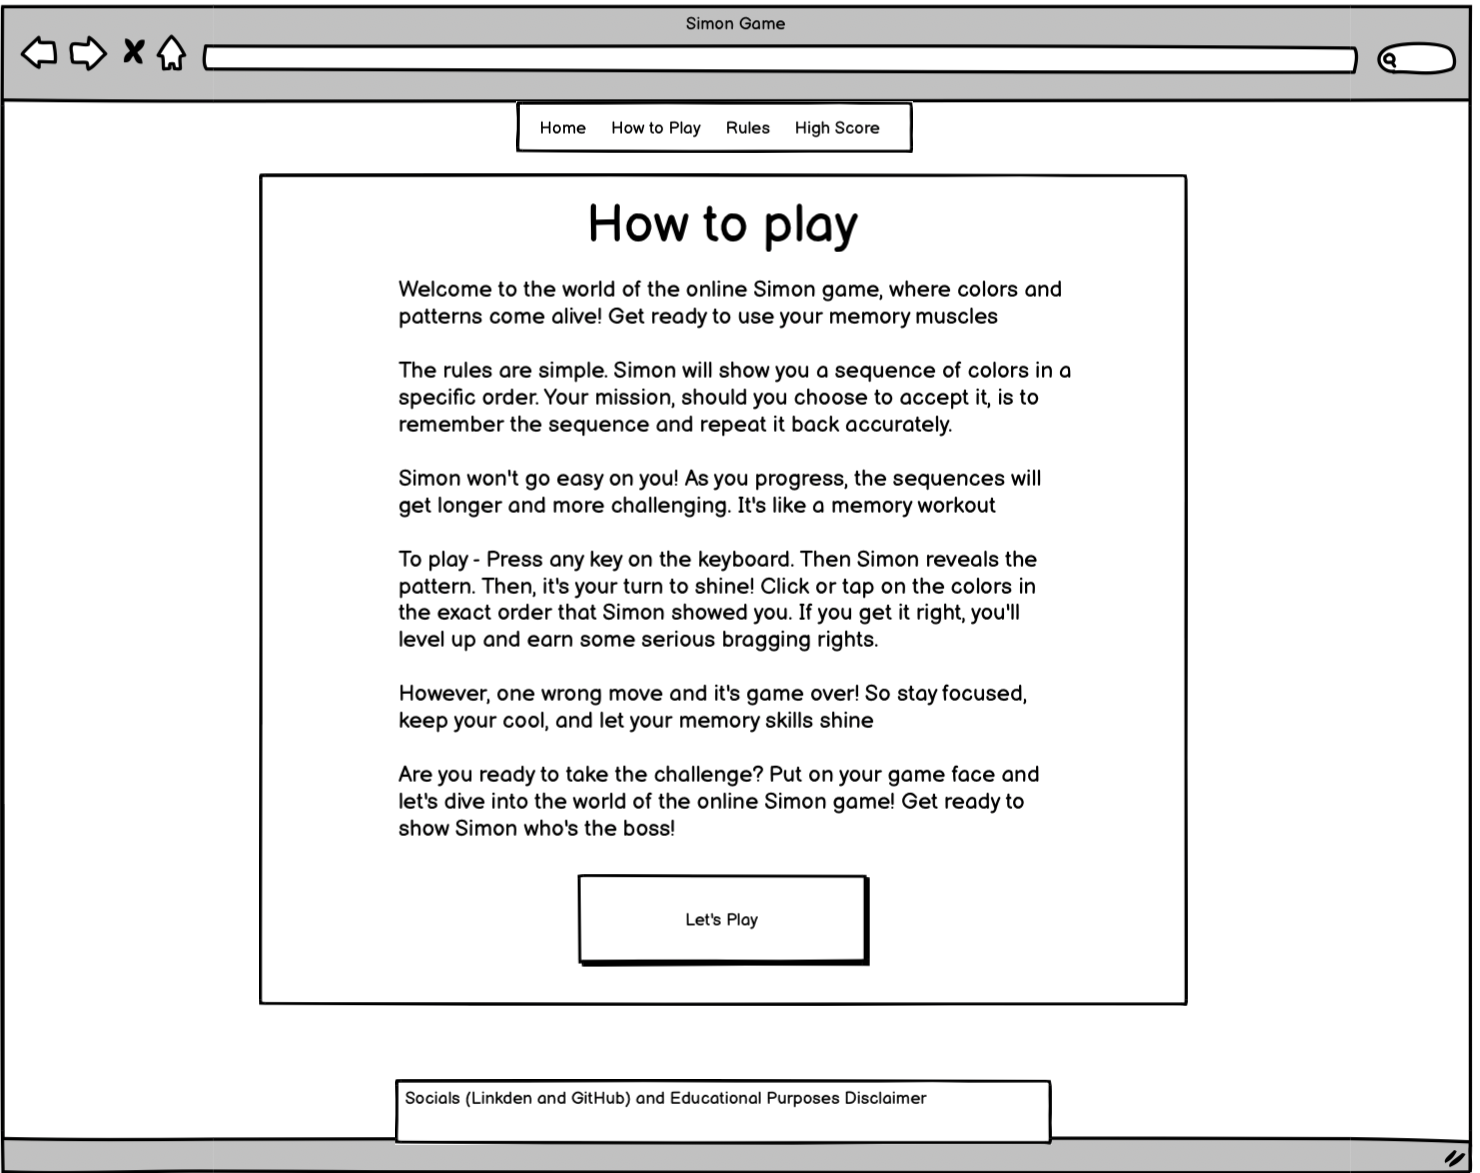 Simon Game
Home How to Play Rules High Score
How to play
Welcome to the world of the online Simon game, where colors and
patterns come alive! Get ready to use your memory muscles
The rules are simple. Simon will show you a sequence of colors in a
specific order. Your mission, should you choose to accept it, is to
remember the sequence and repeat it back accurately.
Simon won't go easy on you! As you progress, the sequences will
get longer and more challenging. It's like a memory workout
To play - Press any key on the keyboard. Then Simon reveals the
pattern. Then, it's your turn to shine! Click or tap on the colors in
the exact order that Simon showed you. If you get it right, you'll
level up and earn some serious bragging rights.
However, one wrong move and it's game over! So stay focused,
keep your cool, and let your memory skills shine
Are you ready to take the challenge? Put on your game face and
let's dive into the world of the online Simon game! Get ready to
show Simon who's the boss!
Let's Play
Socials (Linkden and GitHub) and Educational Purposes Disclaimer